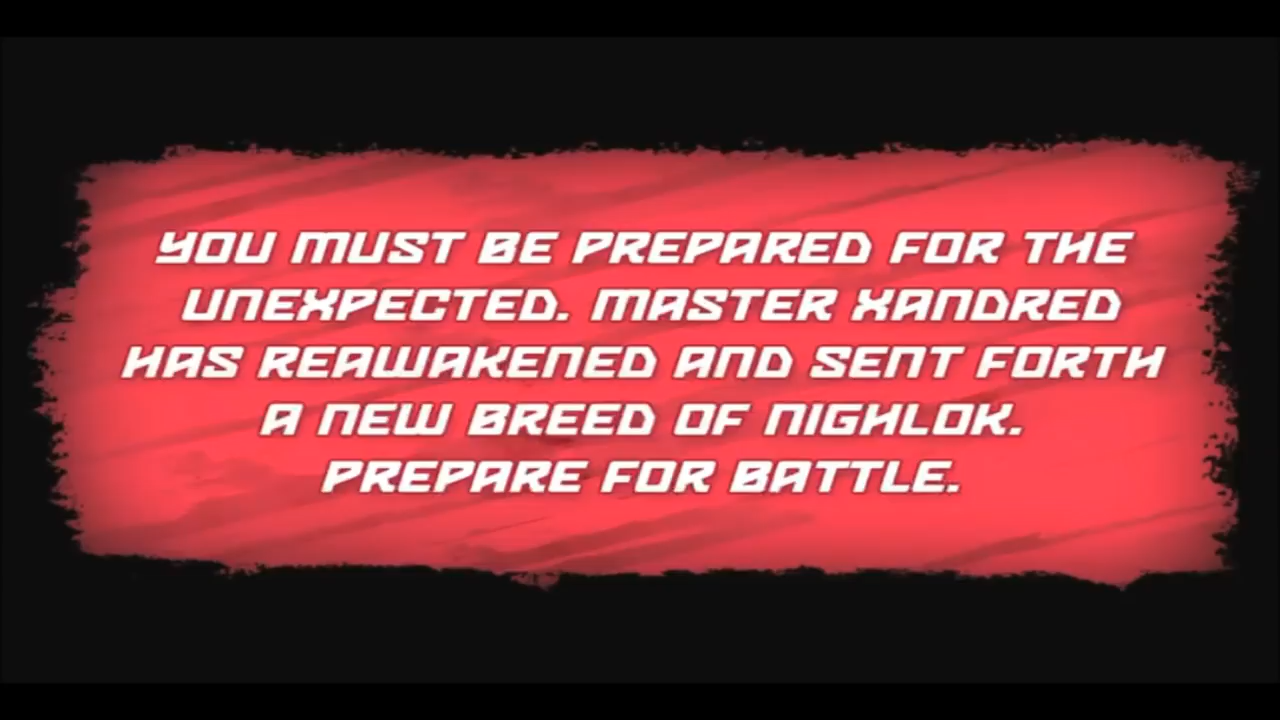 YOU MUST BE PREPARED FOR THE
UNEXPECTED. MASTER XANDRED
HAS REAWAKENED AND SENT FORTH
A NEW BREED OF NIGHLOK.
PREPARE FOR BATTLE.